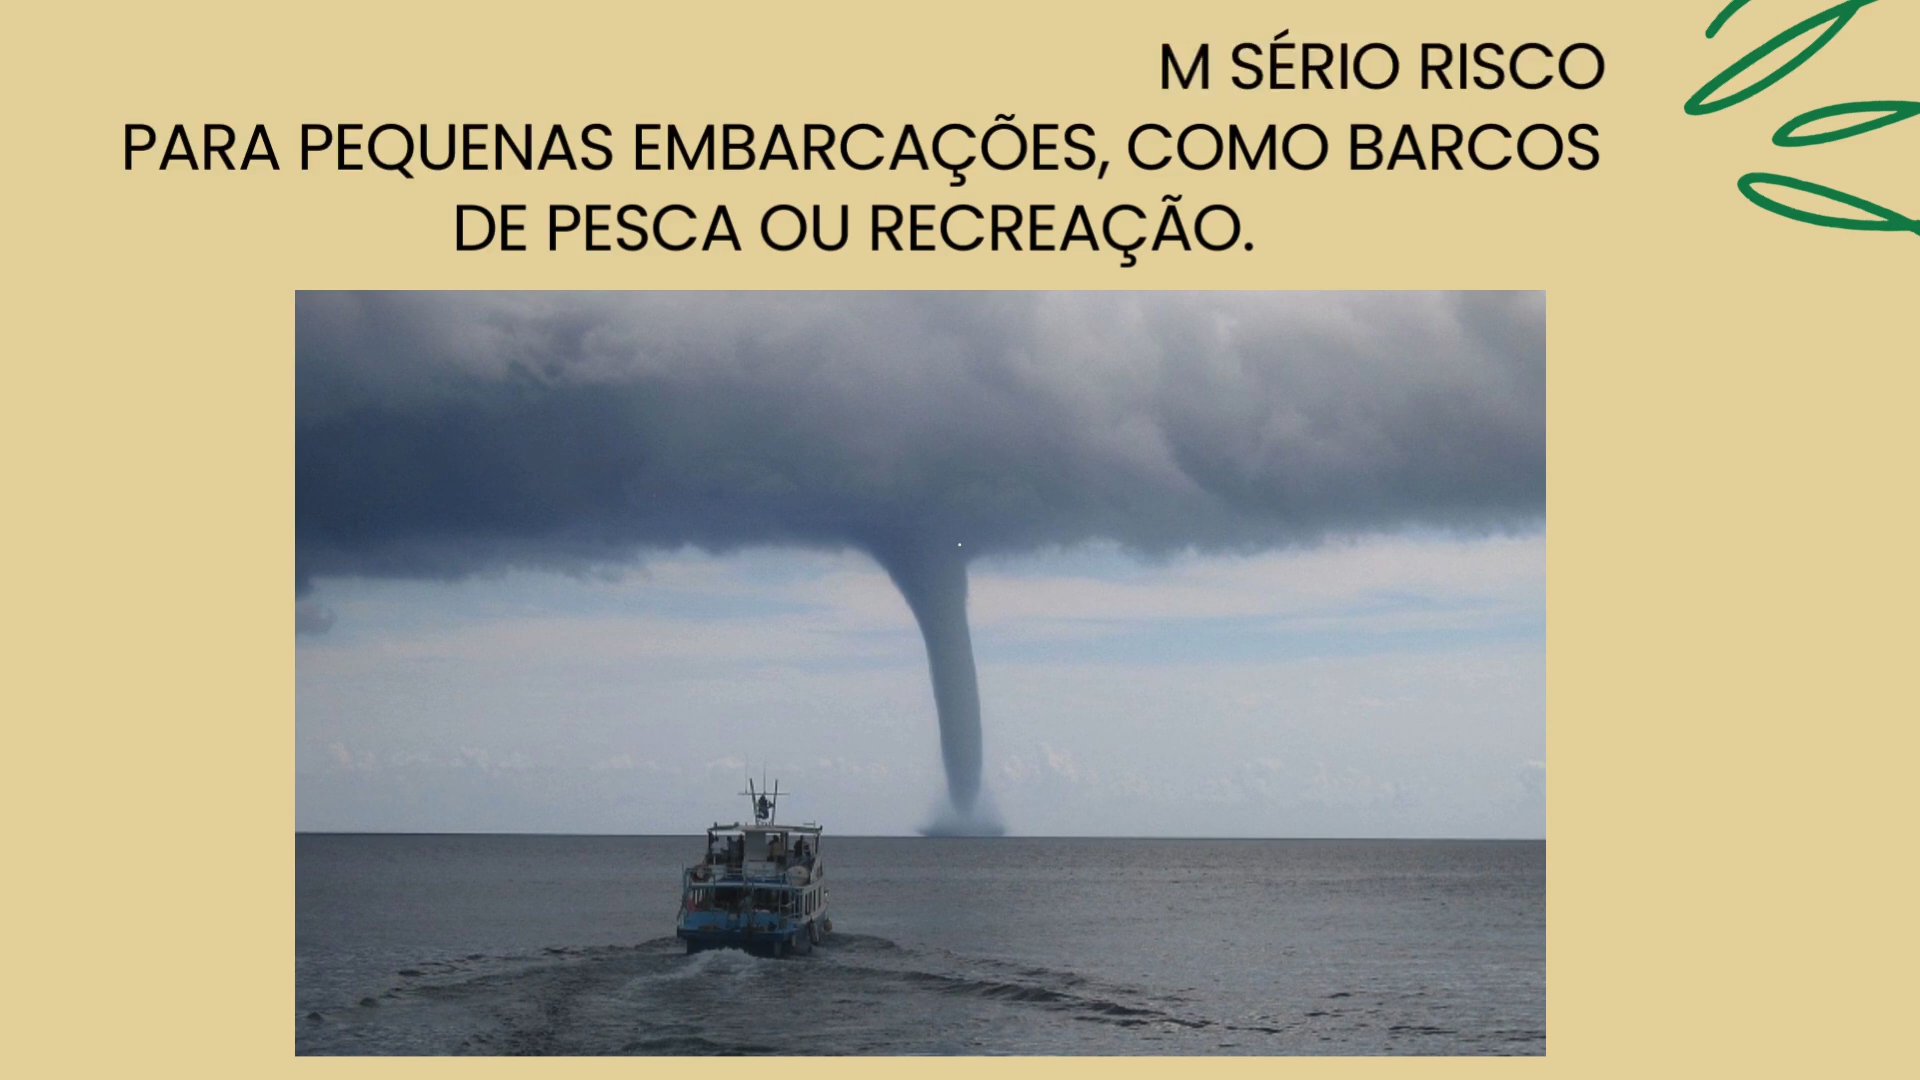 M SÉRIO RISCO
PARA PEQUENAS EMBARCAÇÕES, COMO BARCOS
DE PESCA OU RECREAÇÃO.